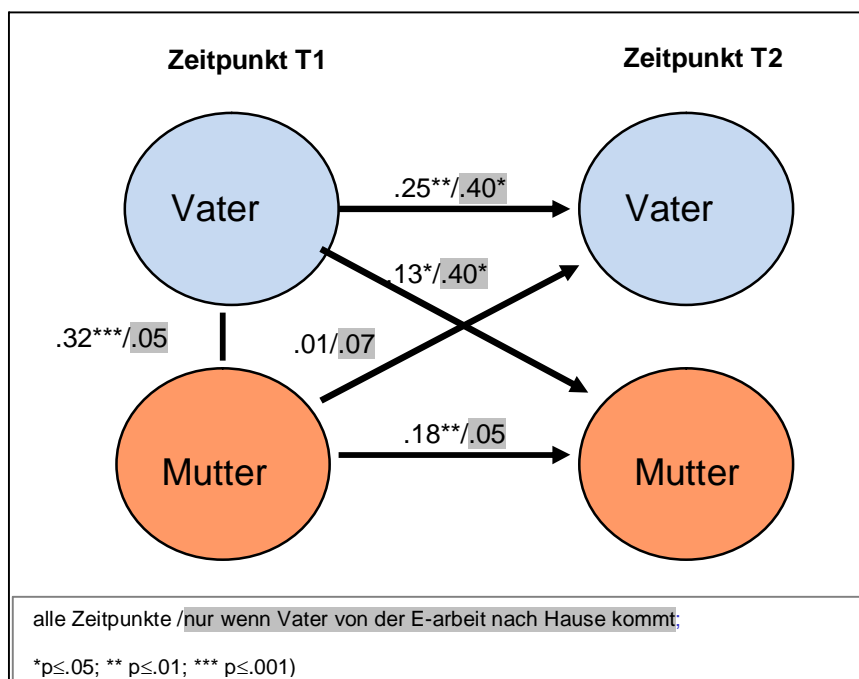 Zeitpunkt T1 Zeitpunkt T2
Vater .25**/.40* Vater
.13*/.40*
.32***/.05 .01/.07
Mutter .18**/.05 Mutter
alle Zeitpunkte /nur wenn Vater von der E-arbeit nach Hause kommt;
*p≤.05; ** p≤.01; *** p≤.001)